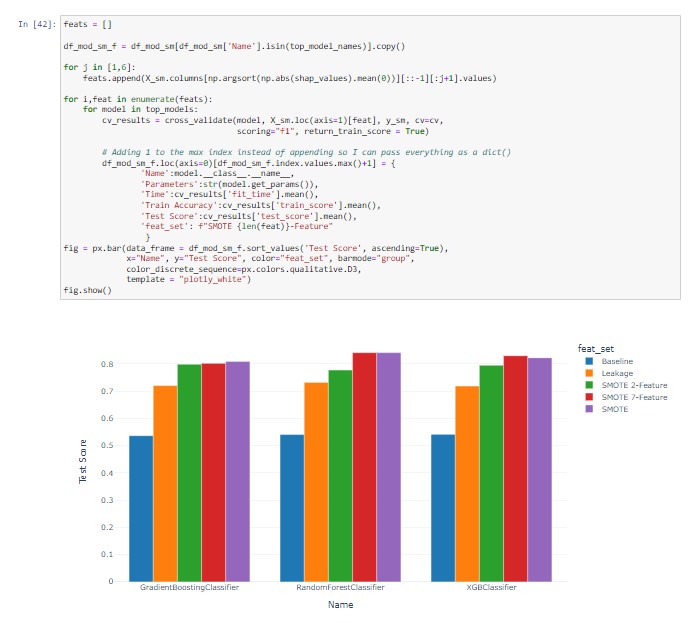 In [42]: feats = []
df_mod_sm_f = df_mod_sm[df_mod_sm['Name'].isin(top_model_names)].copy()
for j in [1,6]:
feats.append(X_sm.columns[np.argsort(np.abs(shap_values).mean(0))][::-1][:j+1].values)
for i,feat in enumerate(feats):
for model in top_models:
cv_results = cross_validate(model, X_sm.loc(axis=1)[feat], y_sm, cv=cv,
scoring="f1", return_train_score = True)
# Adding 1 to the max index instead of appending so I can pass everything as a dict()
df_mod_sm_f.loc(axis=0)[df_mod_sm_f.index.values.max()+1] = {
'Name':model.__class__.__name__,
'Parameters':str(model.get_params()),
'Time':cv_results['fit_time'].mean(),
'Train Accuracy':cv_results['train_score'].mean(),
'Test Score':cv_results['test_score'].mean(),
'feat_set': f"SMOTE {len(feat)}-Feature"
}
fig = px.bar(data_frame = df_mod_sm_f.sort_values('Test Score', ascending=True),
x="Name", y="Test Score", color="feat_set", barmode="group",
color_discrete_sequence=px.colors.qualitative.D3,
template = "plotly_white")
fig.show()
feat_set
Baseline
Leakage
SMOTE 2-Feature
SMOTE 7-Feature
SMOTE
0.8
0.7
0.6
0.5
0.4
0.3
0.2
0.1
0
Test Score
GradientBoostingClassifier
RandomForestClassifier
XGBClassifier
Name